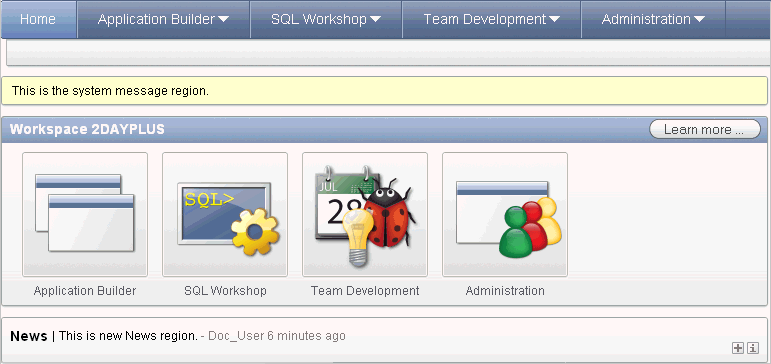 Home Application Builder SQL Workshop Team Development Administration
This is the system message region.
Workspace 2DAYPLUS Learn more ...
SQL>
JUL
28
Application Builder SQL Workshop Team Development Administration
News | This is new News region. - Doc_User 6 minutes ago